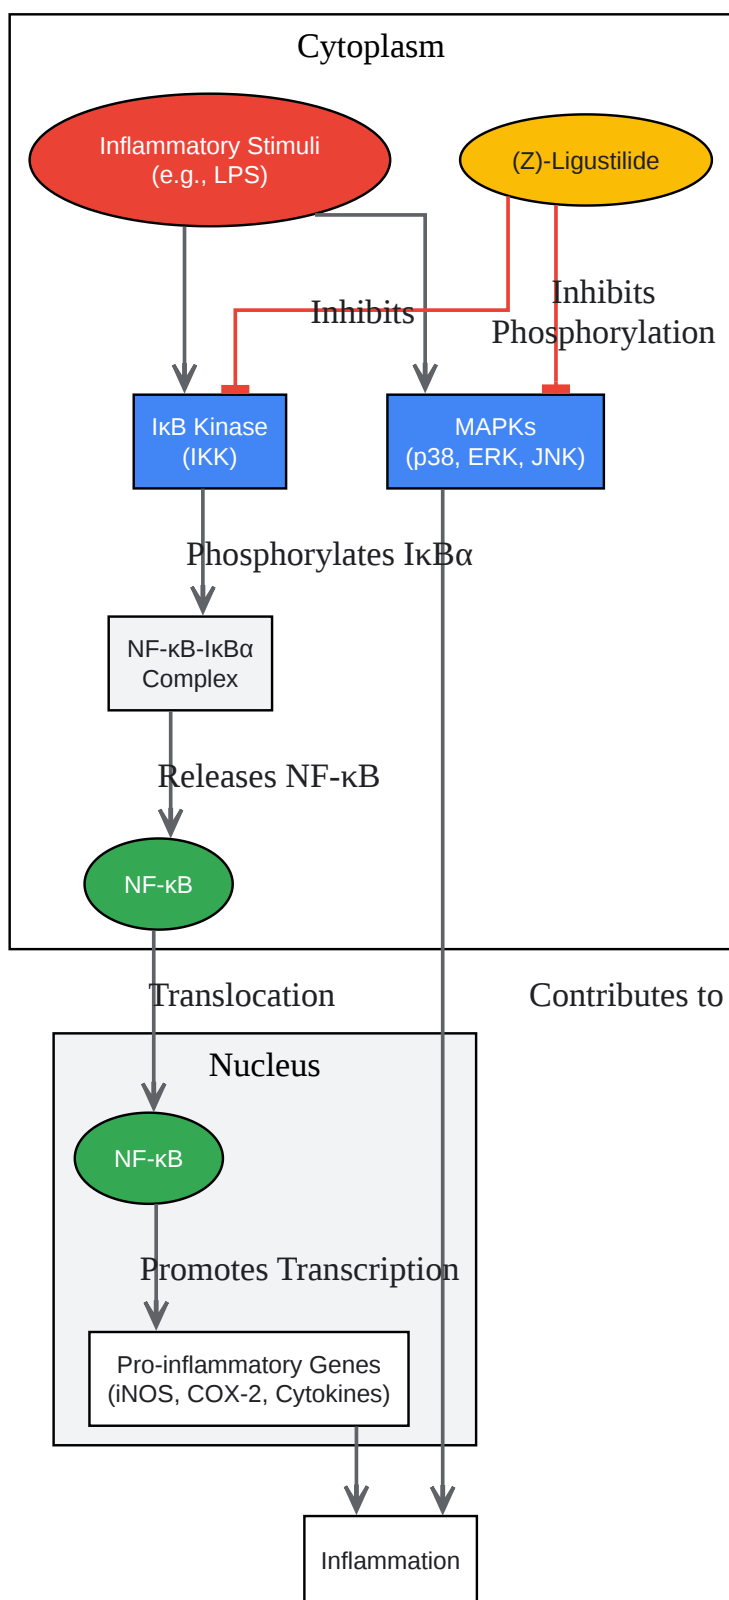 Cytoplasm
Inflammatory Stimuli
(e.g., LPS)
(Z)-Ligustilide
Inhibits
Inhibits
Phosphorylation
IκB Kinase
(IKK)
MAPKs
(p38, ERK, JNK)
Phosphorylates IκBα
NF-κB-IκBα
Complex
Releases NF-κB
NF-κB
Translocation
Contributes to
Nucleus
NF-κB
Promotes Transcription
Pro-inflammatory Genes
(iNOS, COX-2, Cytokines)
Inflammation